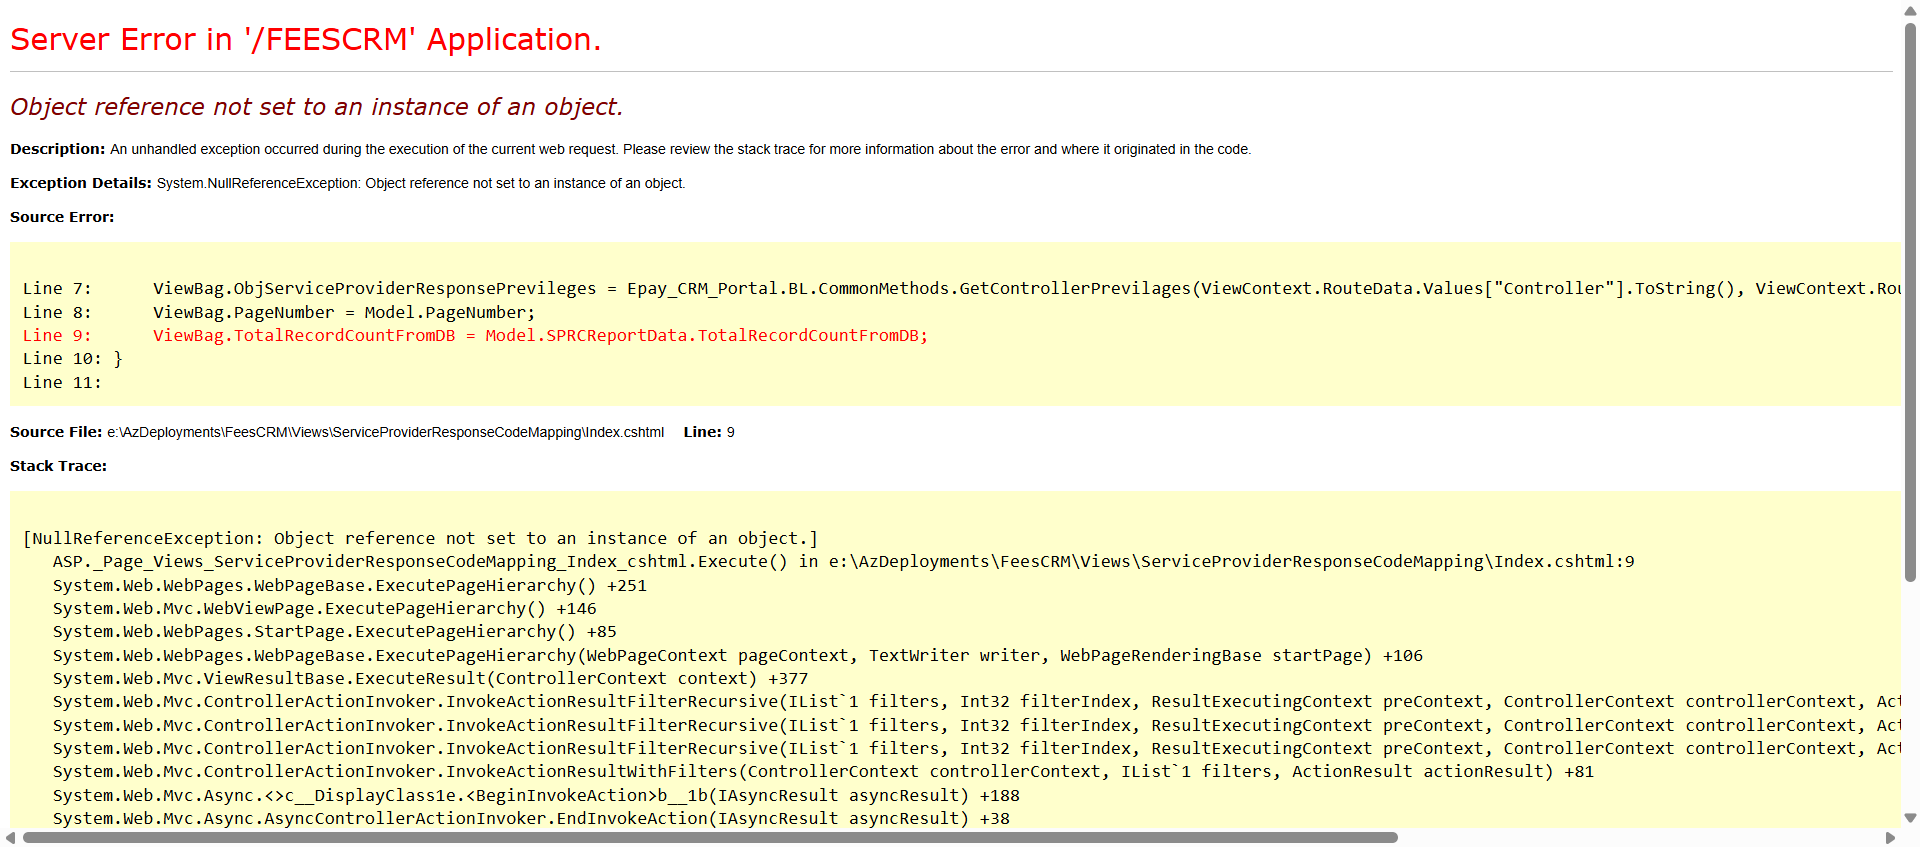 Server Error in '/FEESCRM' Application.
Object reference not set to an instance of an object.
Description: An unhandled exception occurred during the execution of the current web request. Please review the stack trace for more information about the error and where it originated in the code.
Exception Details: System.NullReferenceException: Object reference not set to an instance of an object.
Source Error:
Line 7:      ViewBag.ObjServiceProviderResponsePrevileges = Epay_CRM_Portal.BL.CommonMethods.GetControllerPrevilages(ViewContext.RouteData.Values["Controller"].ToString(), ViewContext.Rou
Line 8:      ViewBag.PageNumber = Model.PageNumber;
Line 9:      ViewBag.TotalRecordCountFromDB = Model.SPRCReportData.TotalRecordCountFromDB;
Line 10: }
Line 11:
Source File: e:\AzDeployments\FeesCRM\Views\ServiceProviderResponseCodeMapping\Index.cshtml    Line: 9
Stack Trace:
[NullReferenceException: Object reference not set to an instance of an object.]
   ASP._Page_Views_ServiceProviderResponseCodeMapping_Index_cshtml.Execute() in e:\AzDeployments\FeesCRM\Views\ServiceProviderResponseCodeMapping\Index.cshtml:9
   System.Web.WebPages.WebPageBase.ExecutePageHierarchy() +251
   System.Web.Mvc.WebViewPage.ExecutePageHierarchy() +146
   System.Web.WebPages.StartPage.ExecutePageHierarchy() +85
   System.Web.WebPages.WebPageBase.ExecutePageHierarchy(WebPageContext pageContext, TextWriter writer, WebPageRenderingBase startPage) +106
   System.Web.Mvc.ViewResultBase.ExecuteResult(ControllerContext context) +377
   System.Web.Mvc.ControllerActionInvoker.InvokeActionResultFilterRecursive(IList`1 filters, Int32 filterIndex, ResultExecutingContext preContext, ControllerContext controllerContext, Act
   System.Web.Mvc.ControllerActionInvoker.InvokeActionResultFilterRecursive(IList`1 filters, Int32 filterIndex, ResultExecutingContext preContext, ControllerContext controllerContext, Act
   System.Web.Mvc.ControllerActionInvoker.InvokeActionResultFilterRecursive(IList`1 filters, Int32 filterIndex, ResultExecutingContext preContext, ControllerContext controllerContext, Act
   System.Web.Mvc.ControllerActionInvoker.InvokeActionResultWithFilters(ControllerContext controllerContext, IList`1 filters, ActionResult actionResult) +81
   System.Web.Mvc.Async.<>c__DisplayClass1e.<BeginInvokeAction>b__1b(IAsyncResult asyncResult) +188
   System.Web.Mvc.Async.AsyncControllerActionInvoker.EndInvokeAction(IAsyncResult asyncResult) +38